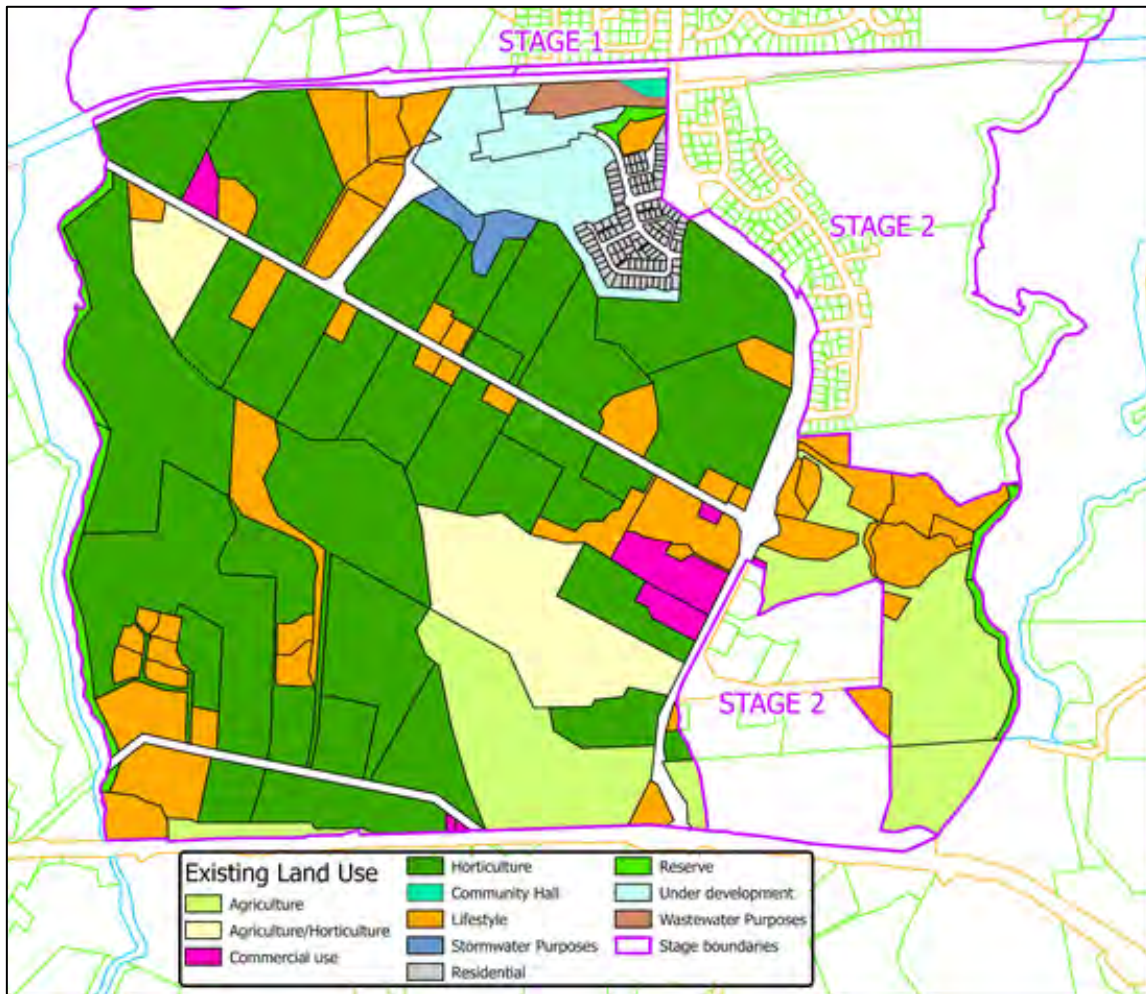 STAGE 1
STAGE 2
STAGE 2
Existing Land Use
Agriculture
Agriculture/Horticulture
Commercial use
Horticulture
Community Hall
Lifestyle
Stormwater Purposes
Residential
Reserve
Under development
Wastewater Purposes
Stage boundaries